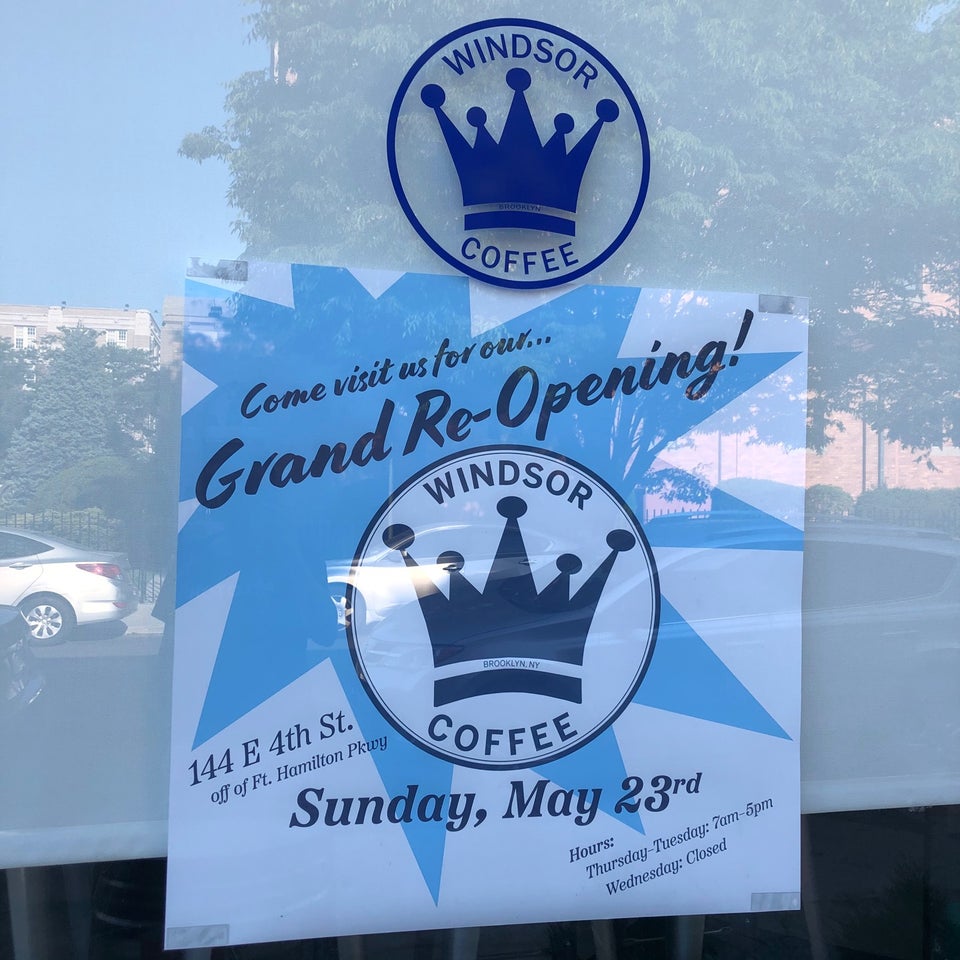 WINDSOR
BROOKLYN
COFFEE
Come visit us for our...
Grand Re-Opening!
WINDSOR
BROOKLYN, NY
COFFEE
144 E 4th St.
off of Ft. Hamilton Pkwy
Sunday, May 23rd
Hours:
Thursday-Tuesday: 7am-5pm
Wednesday: Closed